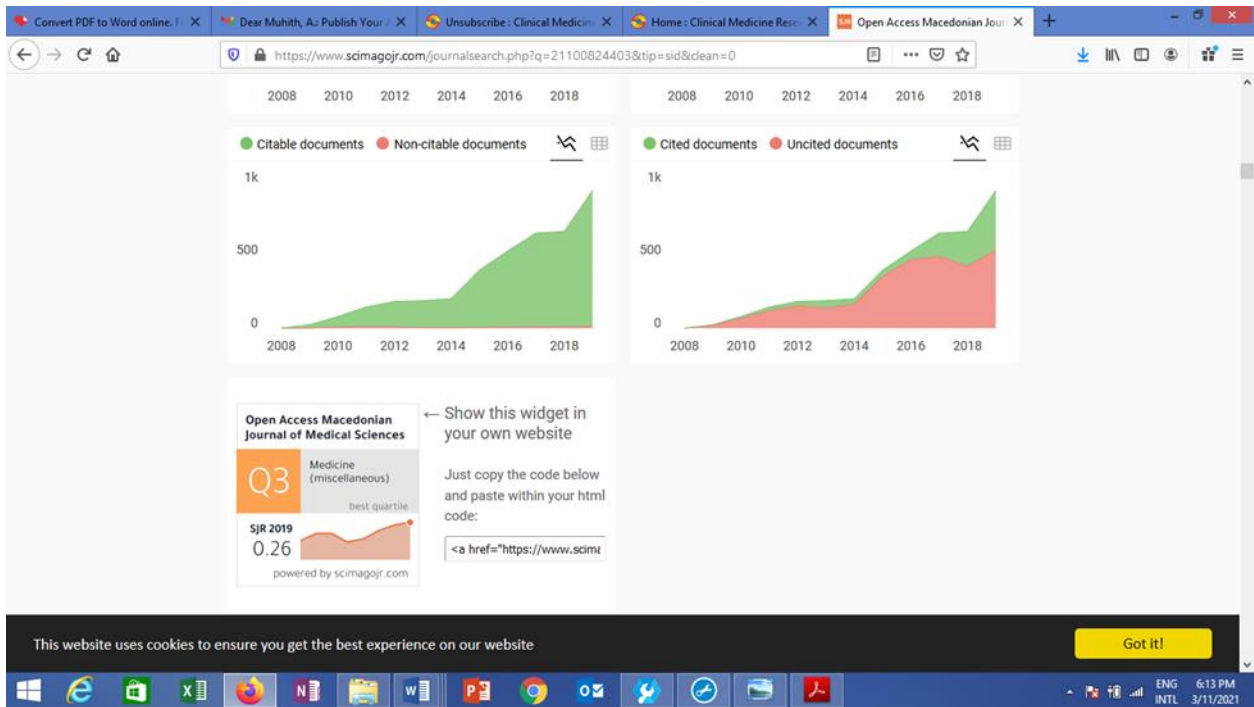 Convert PDF to Word online. F
Dear Muhith, A.: Publish Your
Unsubscribe : Clinical Medicin
Home : Clinical Medicine Rese
Open Access Macedonian Jour
https://www.scimagojr.com/journalsearch.php?q=21100824403&tip=sid&clean=0
2008 2010 2012 2014 2016 2018
2008 2010 2012 2014 2016 2018
Citable documents Non-citable documents
1k
500
0
2008 2010 2012 2014 2016 2018
Cited documents Uncited documents
1k
500
0
2008 2010 2012 2014 2016 2018
Open Access Macedonian
Journal of Medical Sciences
Q3
Medicine
(miscellaneous)
best quartile
SJR 2019
0.26
powered by scimagojr.com
← Show this widget in
your own website
Just copy the code below
and paste within your html
code:
<a href="https://www.scima
This website uses cookies to ensure you get the best experience on our website
Got it!
ENG
INTL
6:13 PM
3/11/2021